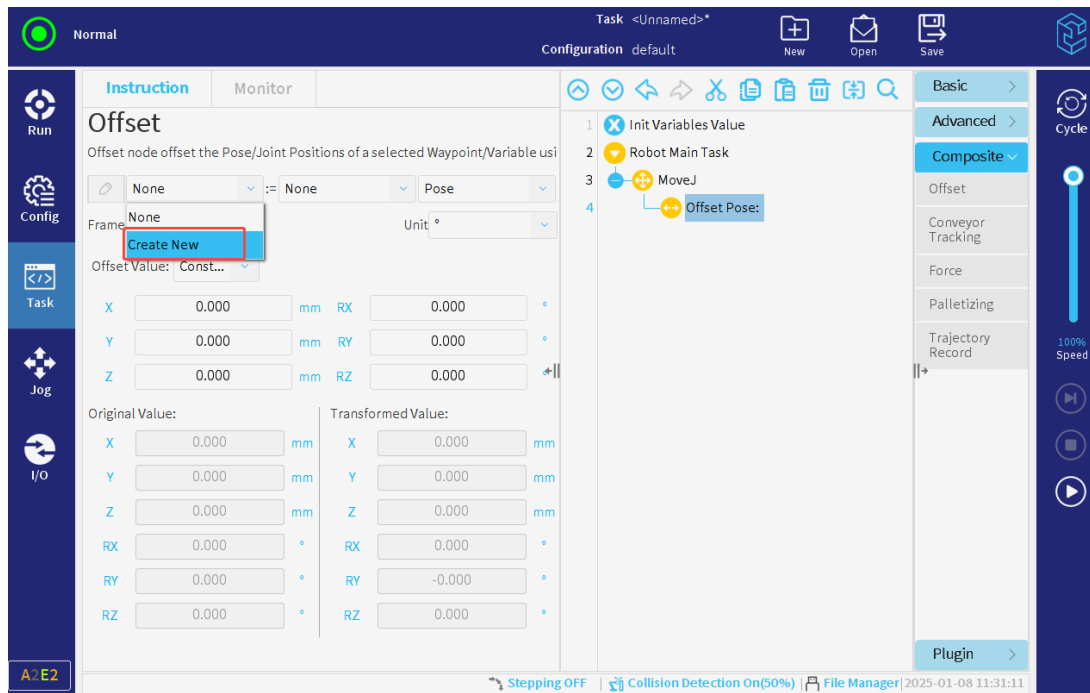 Normal
Task <Unnamed>*
Configuration default
New
Open
Save
Run
Config
Task
Jog
I/O
A2E2
Instruction
Monitor
Offset
Offset node offset the Pose/Joint Positions of a selected Waypoint/Variable usi
None := None Pose
None
Create New
Frame
Unit °
Offset Value: Const...
X 0.000 mm RX 0.000 °
Y 0.000 mm RY 0.000 °
Z 0.000 mm RZ 0.000 °
Original Value:
X 0.000 mm
Y 0.000 mm
Z 0.000 mm
RX 0.000 °
RY 0.000 °
RZ 0.000 °
Transformed Value:
X 0.000 mm
Y 0.000 mm
Z 0.000 mm
RX 0.000 °
RY -0.000 °
RZ 0.000 °
1 Init Variables Value
2 Robot Main Task
3 MoveJ
4 Offset Pose:
Basic
Advanced
Composite
Offset
Conveyor
Tracking
Force
Palletizing
Trajectory
Record
Plugin
Cycle
100%
Speed
Stepping OFF | Collision Detection On(50%) | File Manager| 2025-01-08 11:31:11